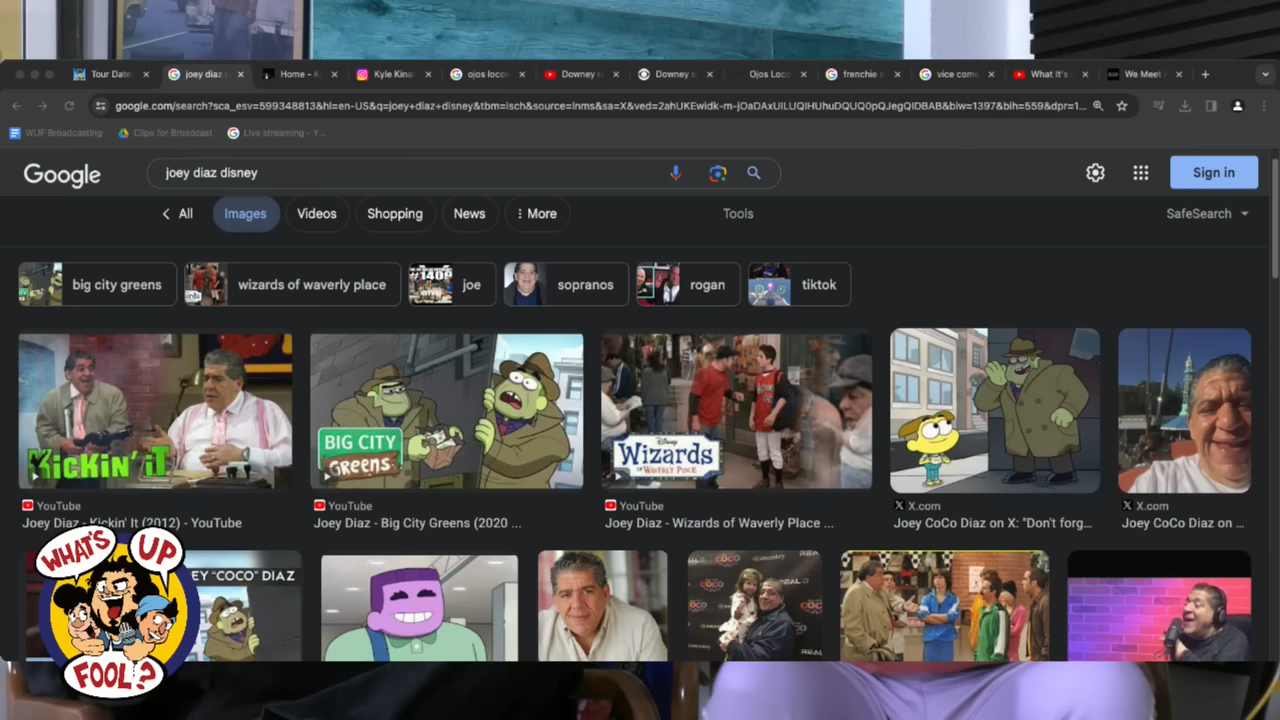 Tour Date
joey diaz
Home - K
Kyle Kina
ojos loco
Downey
Downey s
Ojos Loc
frenchie
vice come
What It's
We Meet
google.com/search?sca_esv=599348813&hl=en-US&q=joey+diaz+disney&tbm=isch&source=lnms&sa=X&ved=2ahUKEwidk-m-jOaDAxUILUQIHUhuDQUQ0pQJegQIDBAB&biw=1397&bih=559&dpr=1...
WUF Broadcasting
Clips for Broadcast
Live streaming - Y...
Google
joey diaz disney
Sign in
All
Images
Videos
Shopping
News
More
Tools
SafeSearch
big city greens
wizards of waverly place
#1409
joe
sopranos
rogan
tiktok
KickiN' iT
BIG CITY
GREENS
Disney
Wizards
OF WAVERLY PLACE
YouTube
YouTube
YouTube
X.com
X.com
Joey Diaz - Kickin' It (2012) - YouTube
Joey Diaz - Big City Greens (2020 ...
Joey Diaz - Wizards of Waverly Place ...
Joey CoCo Diaz on X: "Don't forg...
Joey CoCo Diaz on ...
EY "COCO" DIAZ
WHAT'S
UP
FOOL?